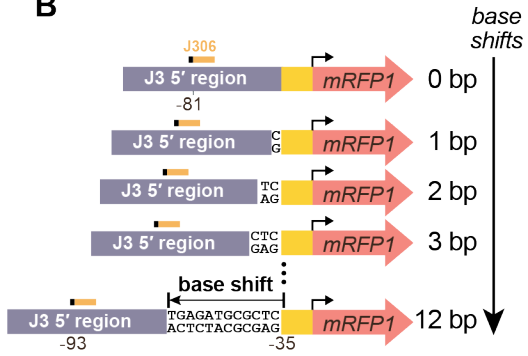 B
base
shifts
J306
J3 5′ region
mRFP1
0 bp
-81
J3 5′ region
C
G
mRFP1
1 bp
J3 5′ region
TC
AG
mRFP1
2 bp
J3 5′ region
CTC
GAG
mRFP1
3 bp
base shift
J3 5′ region
TGAGATGCGCTC
ACTCTACGCGAG
mRFP1
12 bp
-93
-35